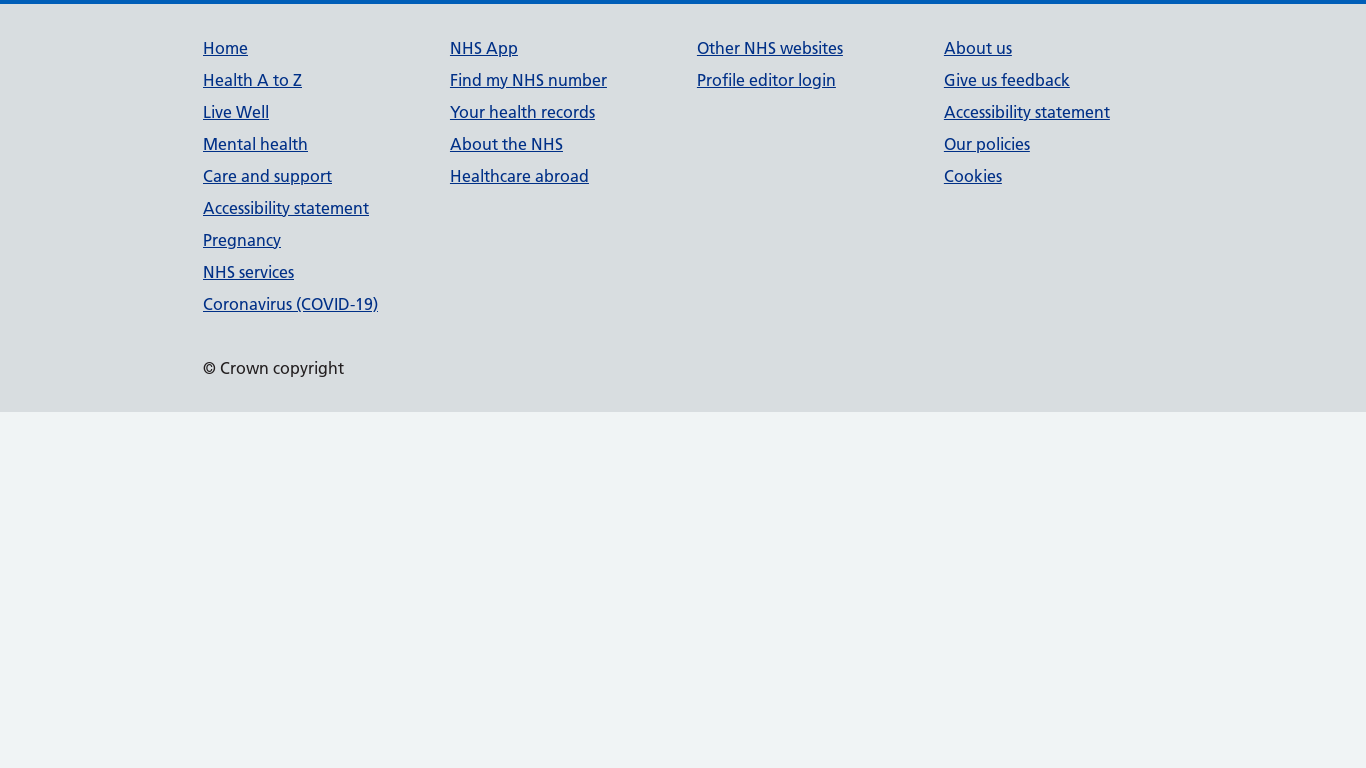 Home
Health A to Z
Live Well
Mental health
Care and support
Accessibility statement
Pregnancy
NHS services
Coronavirus (COVID-19)
NHS App
Find my NHS number
Your health records
About the NHS
Healthcare abroad
Other NHS websites
Profile editor login
About us
Give us feedback
Accessibility statement
Our policies
Cookies
© Crown copyright